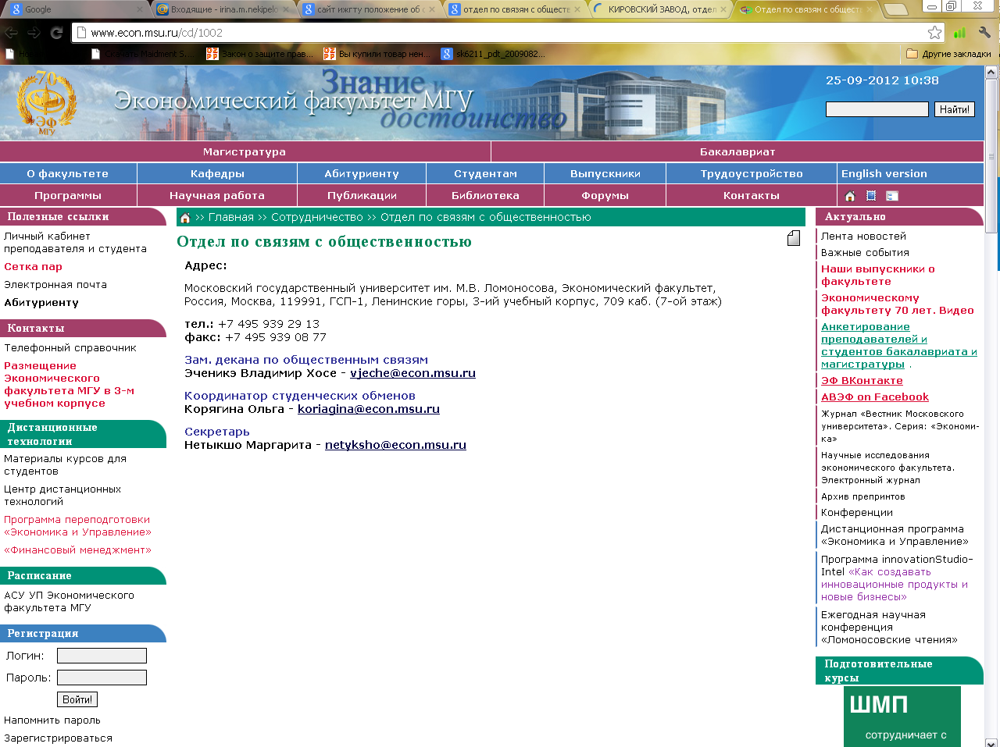 Google
Входящие - irina.m.nekipelo
сайт ижгту положение об о
отдел по связям с обществе
КИРОВСКИЙ ЗАВОД, отдел
Отдел по связям с обществ
www.econ.msu.ru/cd/1002
Скачать Maidment S....
Закон о защите прав...
Вы купили товар нен...
sk6211_pdt_2009082...
Другие закладки
70
Эф
МГУ
Знание и
Экономический факультет МГУ
достоинство
25-09-2012 10:38
Найти!
Магистратура
Бакалавриат
О факультете
Кафедры
Абитуриенту
Студентам
Выпускники
Трудоустройство
English version
Программы
Научная работа
Публикации
Библиотека
Форумы
Контакты
Полезные ссылки
Личный кабинет
преподавателя и студента
Сетка пар
Электронная почта
Абитуриенту
Контакты
Телефонный справочник
Размещение
Экономического
факультета МГУ в 3-м
учебном корпусе
Дистанционные
технологии
Материалы курсов для
студентов
Центр дистанционных
технологий
Программа переподготовки
«Экономика и Управление»
«Финансовый менеджмент»
Расписание
АСУ УП Экономического
факультета МГУ
Регистрация
Логин:
Пароль:
Войти!
Напомнить пароль
Зарегистрироваться
>> Главная >> Сотрудничество >> Отдел по связям с общественностью
Отдел по связям с общественностью
Адрес:
Московский государственный университет им. М.В. Ломоносова, Экономический факультет,
Россия, Москва, 119991, ГСП-1, Ленинские горы, 3-ий учебный корпус, 709 каб. (7-ой этаж)
тел.: +7 495 939 29 13
факс: +7 495 939 08 77
Зам. декана по общественным связям
Эченикэ Владимир Хосе - vjeche@econ.msu.ru
Координатор студенческих обменов
Корягина Ольга - koriagina@econ.msu.ru
Секретарь
Нетыкшо Маргарита - netyksho@econ.msu.ru
Актуально
Лента новостей
Важные события
Наши выпускники о
факультете
Экономическому
факультету 70 лет. Видео
Анкетирование
преподавателей и
студентов бакалавриата и
магистратуры .
ЭФ ВКонтакте
АВЭФ on Facebook
Журнал «Вестник Московского
университета». Серия: «Экономи-
ка»
Научные исследования
экономического факультета.
Электронный журнал
Архив препринтов
Конференции
Дистанционная программа
«Экономика и Управление»
Программа innovationStudio-
Intel «Как создавать
инновационные продукты и
новые бизнесы»
Ежегодная научная
конференция
«Ломоносовские чтения»
Подготовительные
курсы
ШМП
сотрудничает с